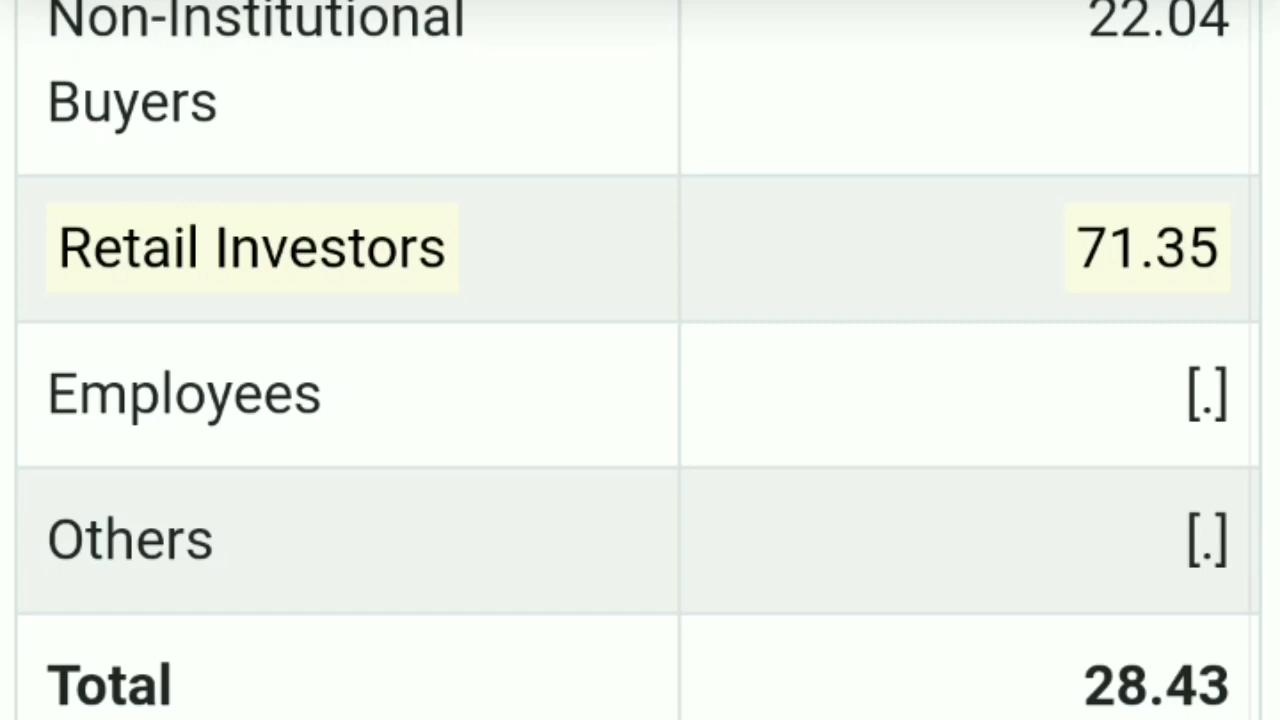 Non-Institutional 22.04
Buyers
Retail Investors 71.35
Employees [.]
Others [.]
Total 28.43